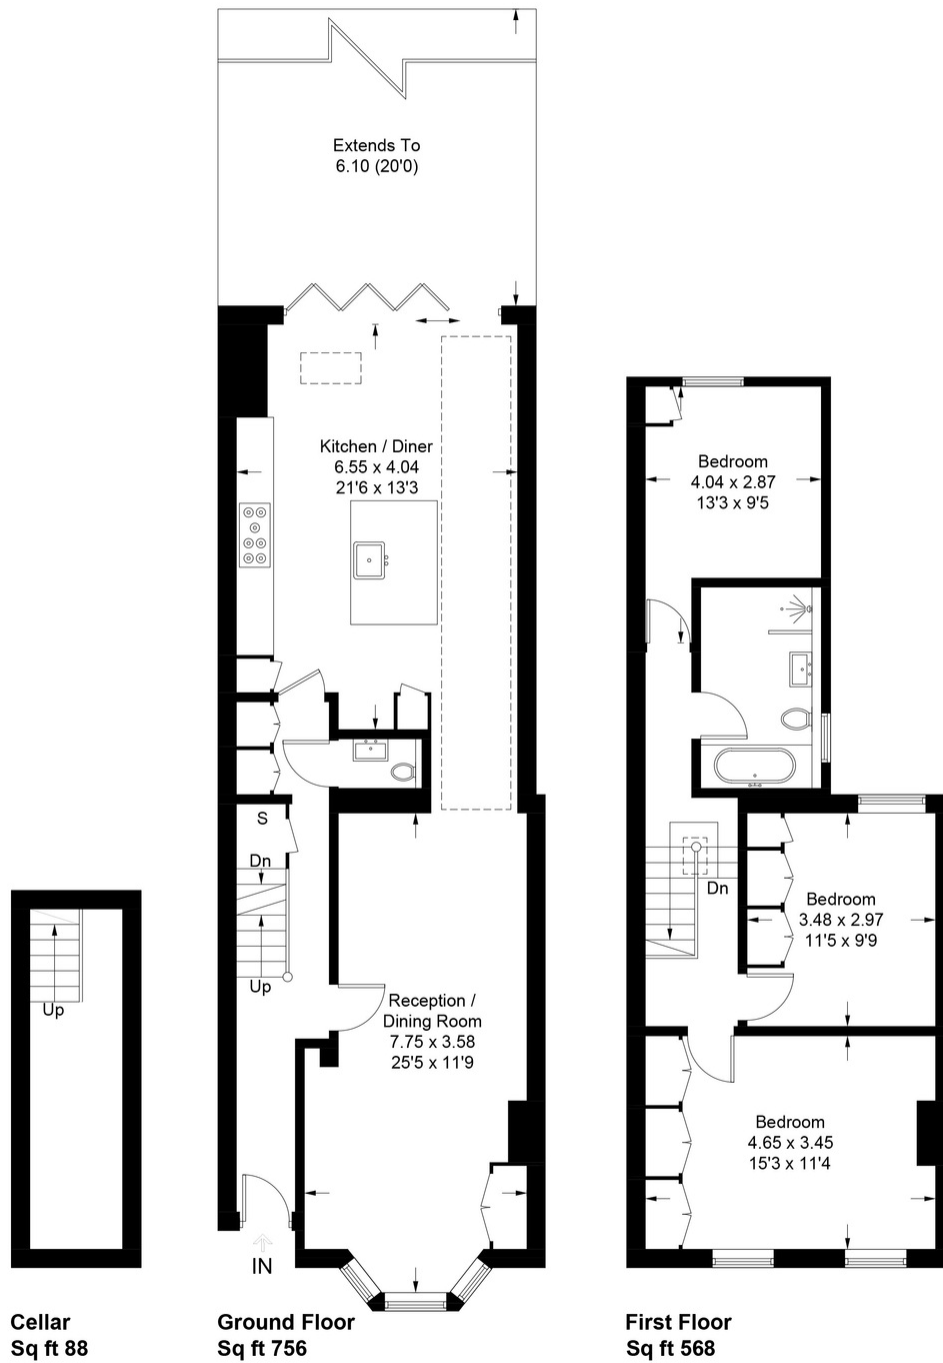 Extends To
6.10 (20'0)
Kitchen / Diner
6.55 x 4.04
21'6 x 13'3
S
Dn
Up
Reception /
Dining Room
7.75 x 3.58
25'5 x 11'9
IN
Up
Bedroom
4.04 x 2.87
13'3 x 9'5
Dn
Bedroom
3.48 x 2.97
11'5 x 9'9
Bedroom
4.65 x 3.45
15'3 x 11'4
Cellar
Sq ft 88
Ground Floor
Sq ft 756
First Floor
Sq ft 568